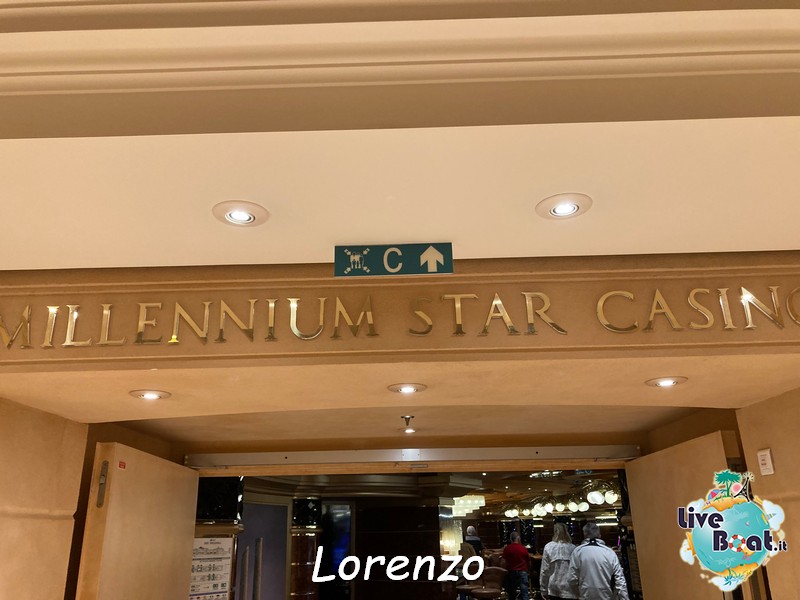 C
MILLENNIUM STAR CASINO
Lorenzo
Live Boat.it